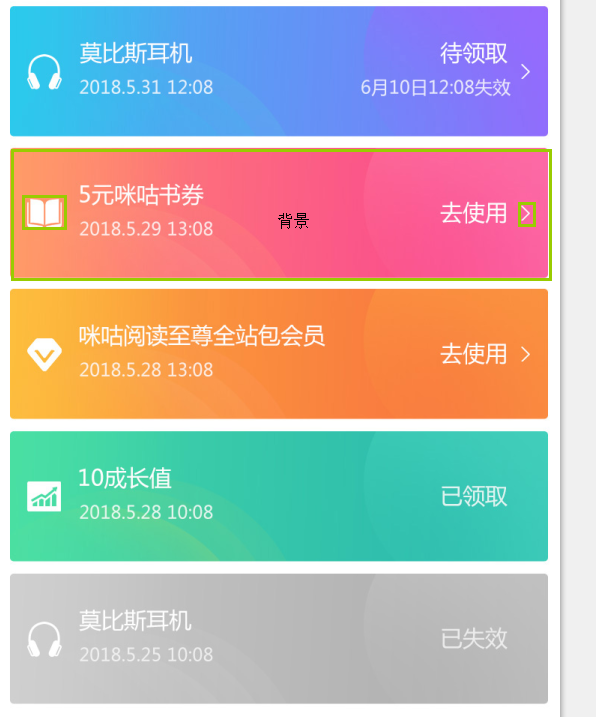 莫比斯耳机
待领取
2018.5.31 12:08
6月10日12:08失效
5元咪咕书券
去使用
2018.5.29 13:08
背景
咪咕阅读至尊全站包会员
去使用
2018.5.28 13:08
10成长值
已领取
2018.5.28 10:08
莫比斯耳机
已失效
2018.5.25 10:08